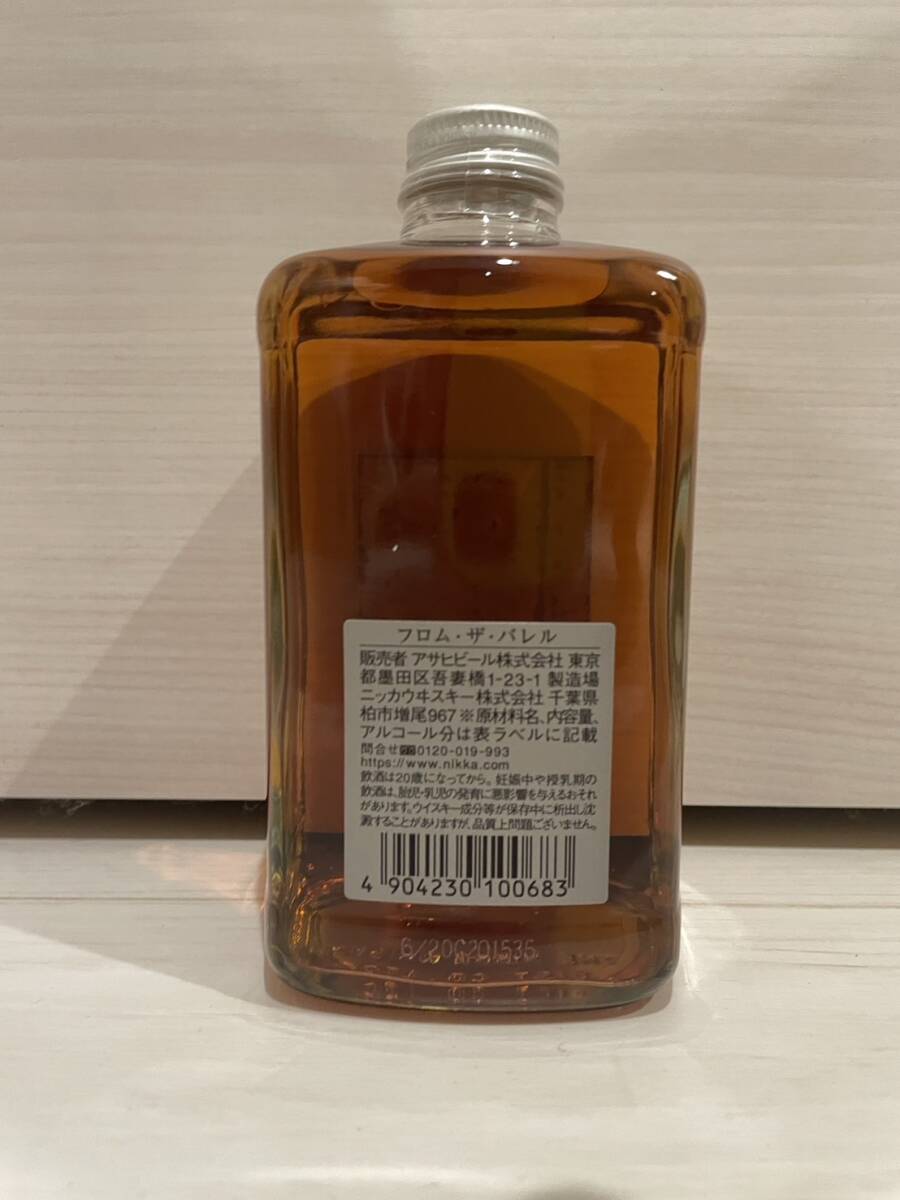 フロム・ザ・バレル
販売者 アサヒビール株式会社 東京
都墨田区吾妻橋1-23-1 製造場
ニッカウヰスキー株式会社 千葉県
柏市増尾967 ※原材料名、内容量、
アルコール分は表ラベルに記載
問合せ 0120-019-993
https://www.nikka.com
飲酒は20歳になってから。妊娠中や授乳期の
飲酒は、胎児・乳児の発育に悪影響を与えるおそれ
があります。ウイスキー成分等が保存中に析出し沈
澱することがありますが、品質上問題ございません。
4 904230 100683
6/20G201535